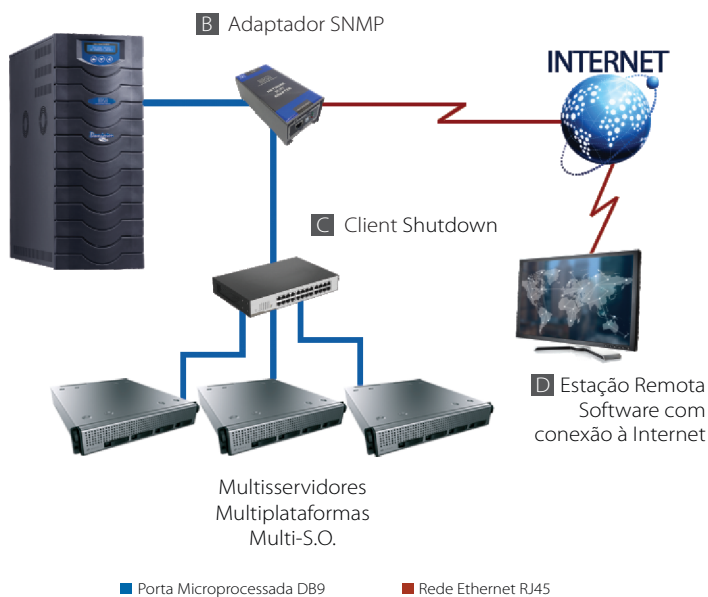 B Adaptador SNMP
INTERNET
C Client Shutdown
D Estação Remota
Software com
conexão à Internet
Multisservidores
Multiplataformas
Multi-S.O.
Porta Microprocessada DB9
Rede Ethernet RJ45